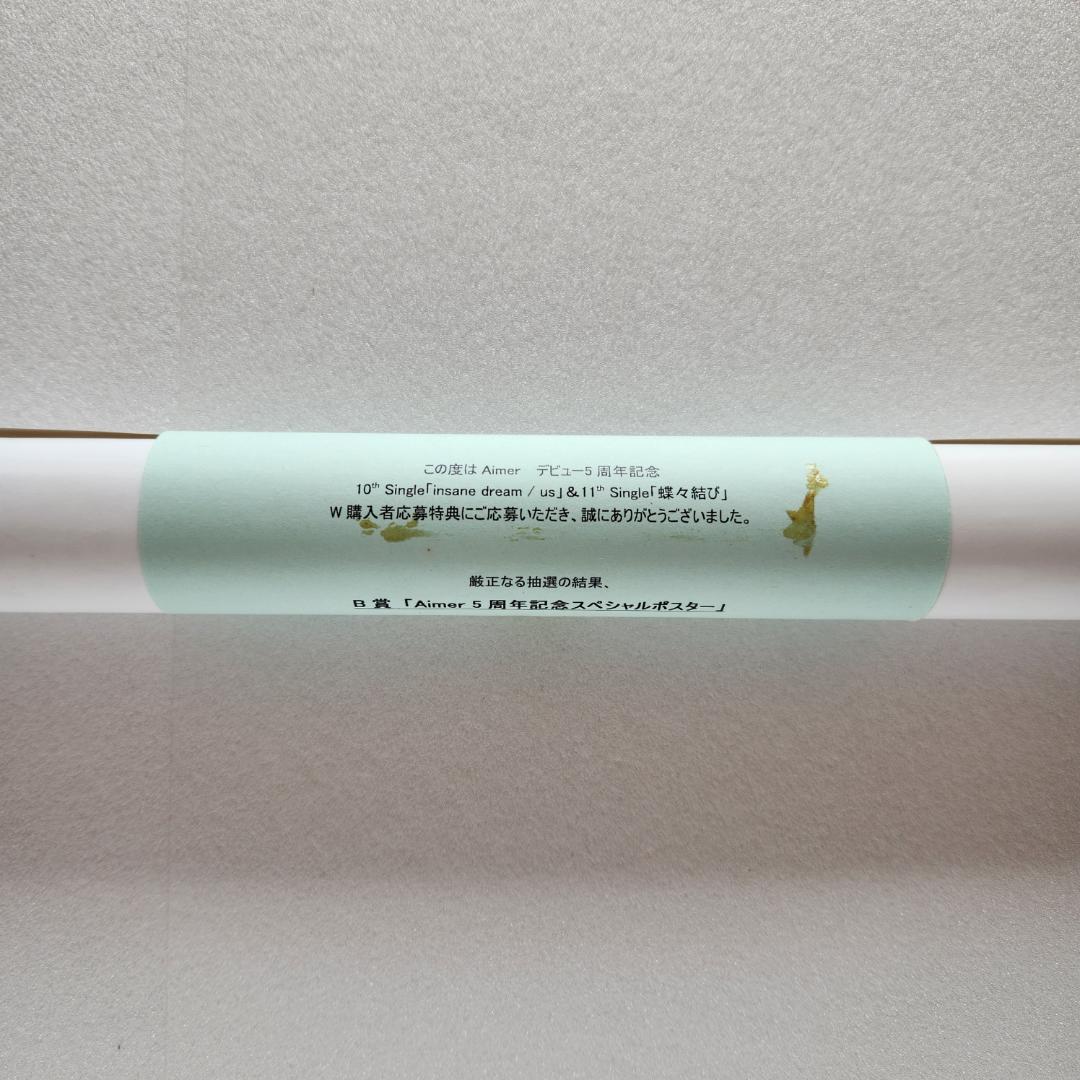 この度は Aimer　デビュー5 周年記念
10th Single「insane dream / us」&11th Single「蝶々結び」
W 購入者応募特典にご応募いただき、誠にありがとうございました。
厳正なる抽選の結果、
B 賞 「Aimer 5 周年記念スペシャルポスター」